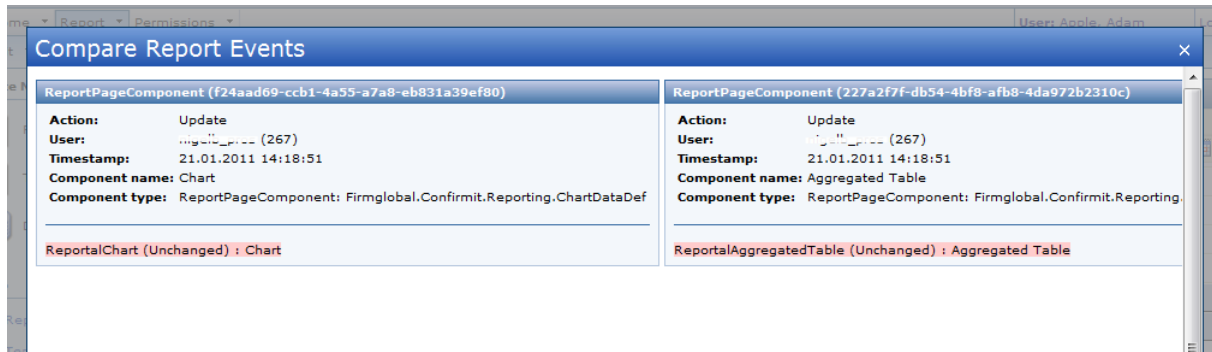 me Report Permissions User: Apple, Adam Lo
Compare Report Events ×
ReportPageComponent (f24aad69-ccb1-4a55-a7a8-eb831a39ef80)
Action: Update
User: (267)
Timestamp: 21.01.2011 14:18:51
Component name: Chart
Component type: ReportPageComponent: Firmglobal.Confirmit.Reporting.ChartDataDef
ReportalChart (Unchanged) : Chart
ReportPageComponent (227a2f7f-db54-4bf8-afb8-4da972b2310c)
Action: Update
User: (267)
Timestamp: 21.01.2011 14:18:51
Component name: Aggregated Table
Component type: ReportPageComponent: Firmglobal.Confirmit.Reporting.
ReportalAggregatedTable (Unchanged) : Aggregated Table